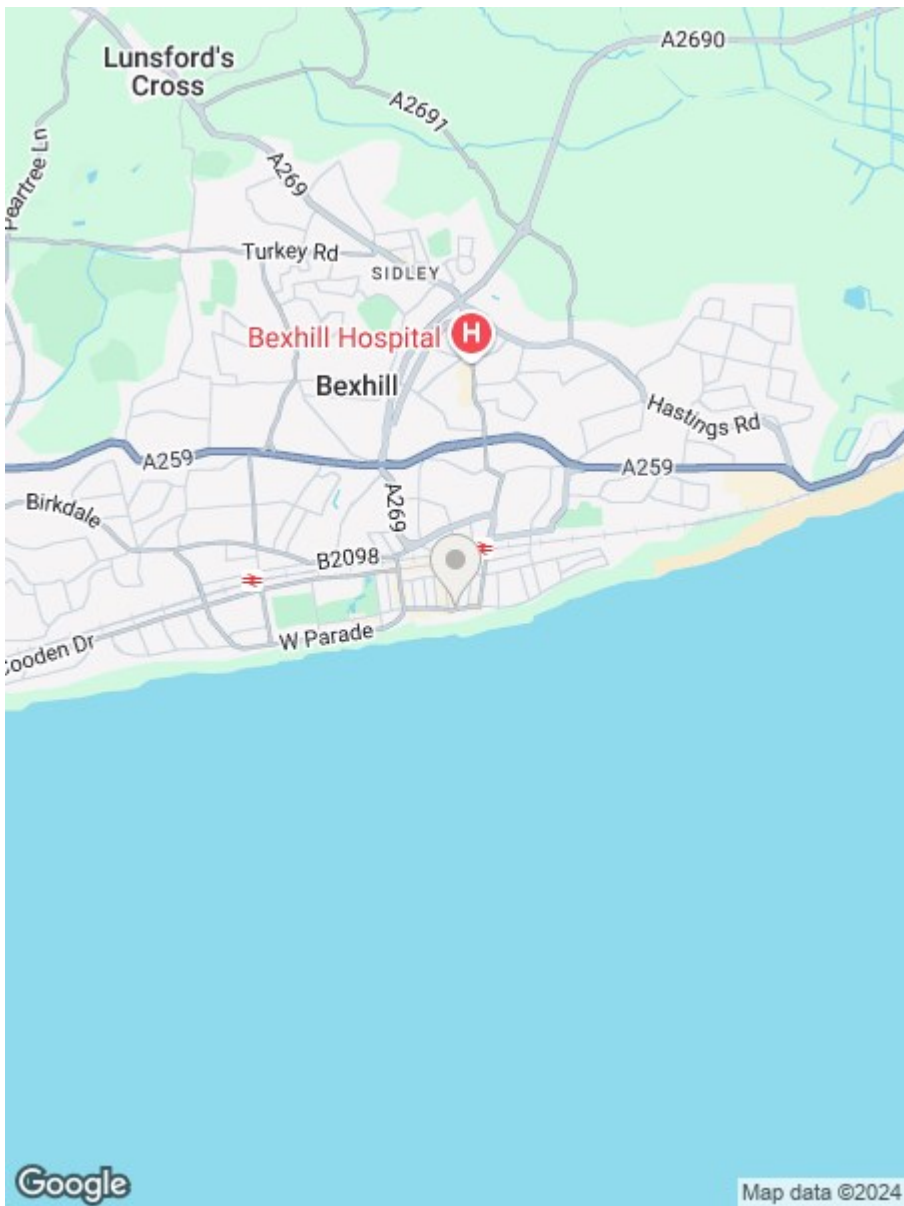 A2690
Lunsford's
Cross
A2691
Peartree Ln
A269
Turkey Rd
SIDLEY
Bexhill Hospital
H
Bexhill
Hastings Rd
A259
A259
Birkdale
A269
B2098
W Parade
Cooden Dr
Google
Map data ©2024